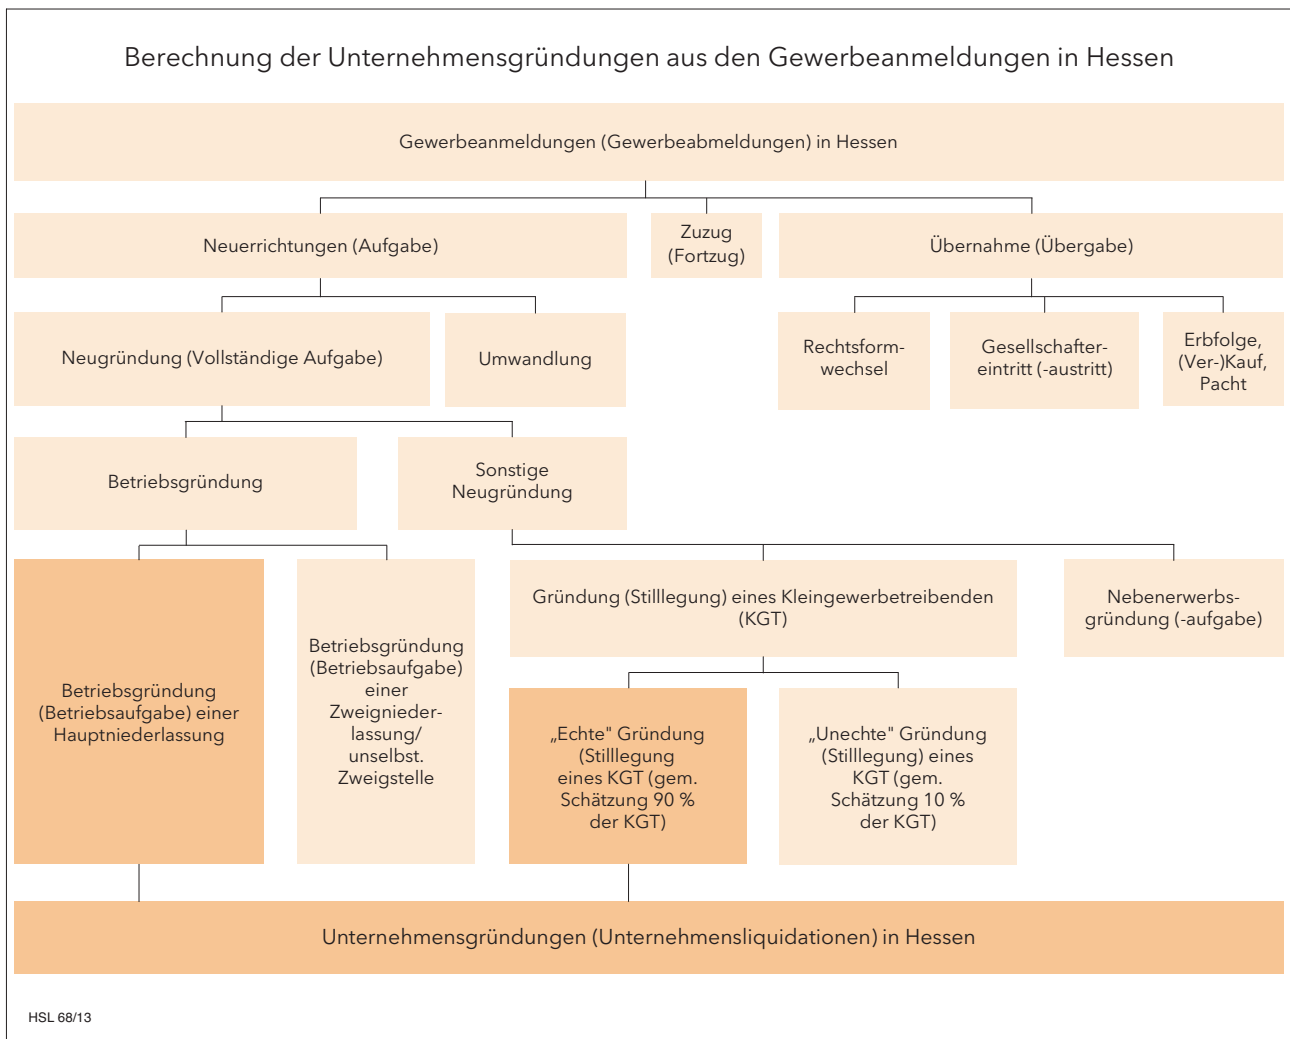 Berechnung der Unternehmensgründungen aus den Gewerbeanmeldungen in Hessen
Gewerbeanmeldungen (Gewerbeabmeldungen) in Hessen
Neuerrichtungen (Aufgabe)
Zuzug
(Fortzug)
Übernahme (Übergabe)
Neugründung (Vollständige Aufgabe)
Umwandlung
Rechtsform-
wechsel
Gesellschafter-
eintritt (-austritt)
Erbfolge,
(Ver-)Kauf,
Pacht
Betriebsgründung
Sonstige
Neugründung
Betriebsgründung
(Betriebsaufgabe) einer
Hauptniederlassung
Betriebsgründung
(Betriebsaufgabe)
einer
Zweignieder-
lassung/
unselbst.
Zweigstelle
Gründung (Stilllegung) eines Kleingewerbetreibenden
(KGT)
Nebenerwerbs-
gründung (-aufgabe)
„Echte" Gründung
(Stilllegung
eines KGT (gem.
Schätzung 90 %
der KGT)
„Unechte" Gründung
(Stilllegung) eines
KGT (gem.
Schätzung 10 %
der KGT)
Unternehmensgründungen (Unternehmensliquidationen) in Hessen
HSL 68/13